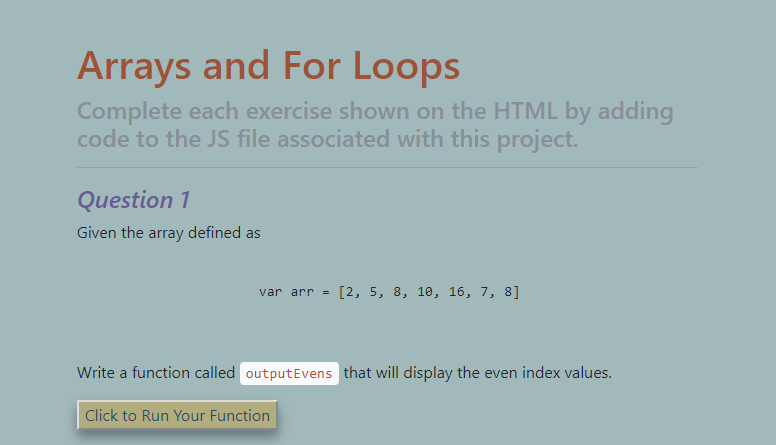 Arrays and For Loops
Complete each exercise shown on the HTML by adding
code to the JS file associated with this project.
Question 1
Given the array defined as
var arr = [2, 5, 8, 10, 16, 7, 8]
Write a function called outputEvens that will display the even index values.
Click to Run Your Function